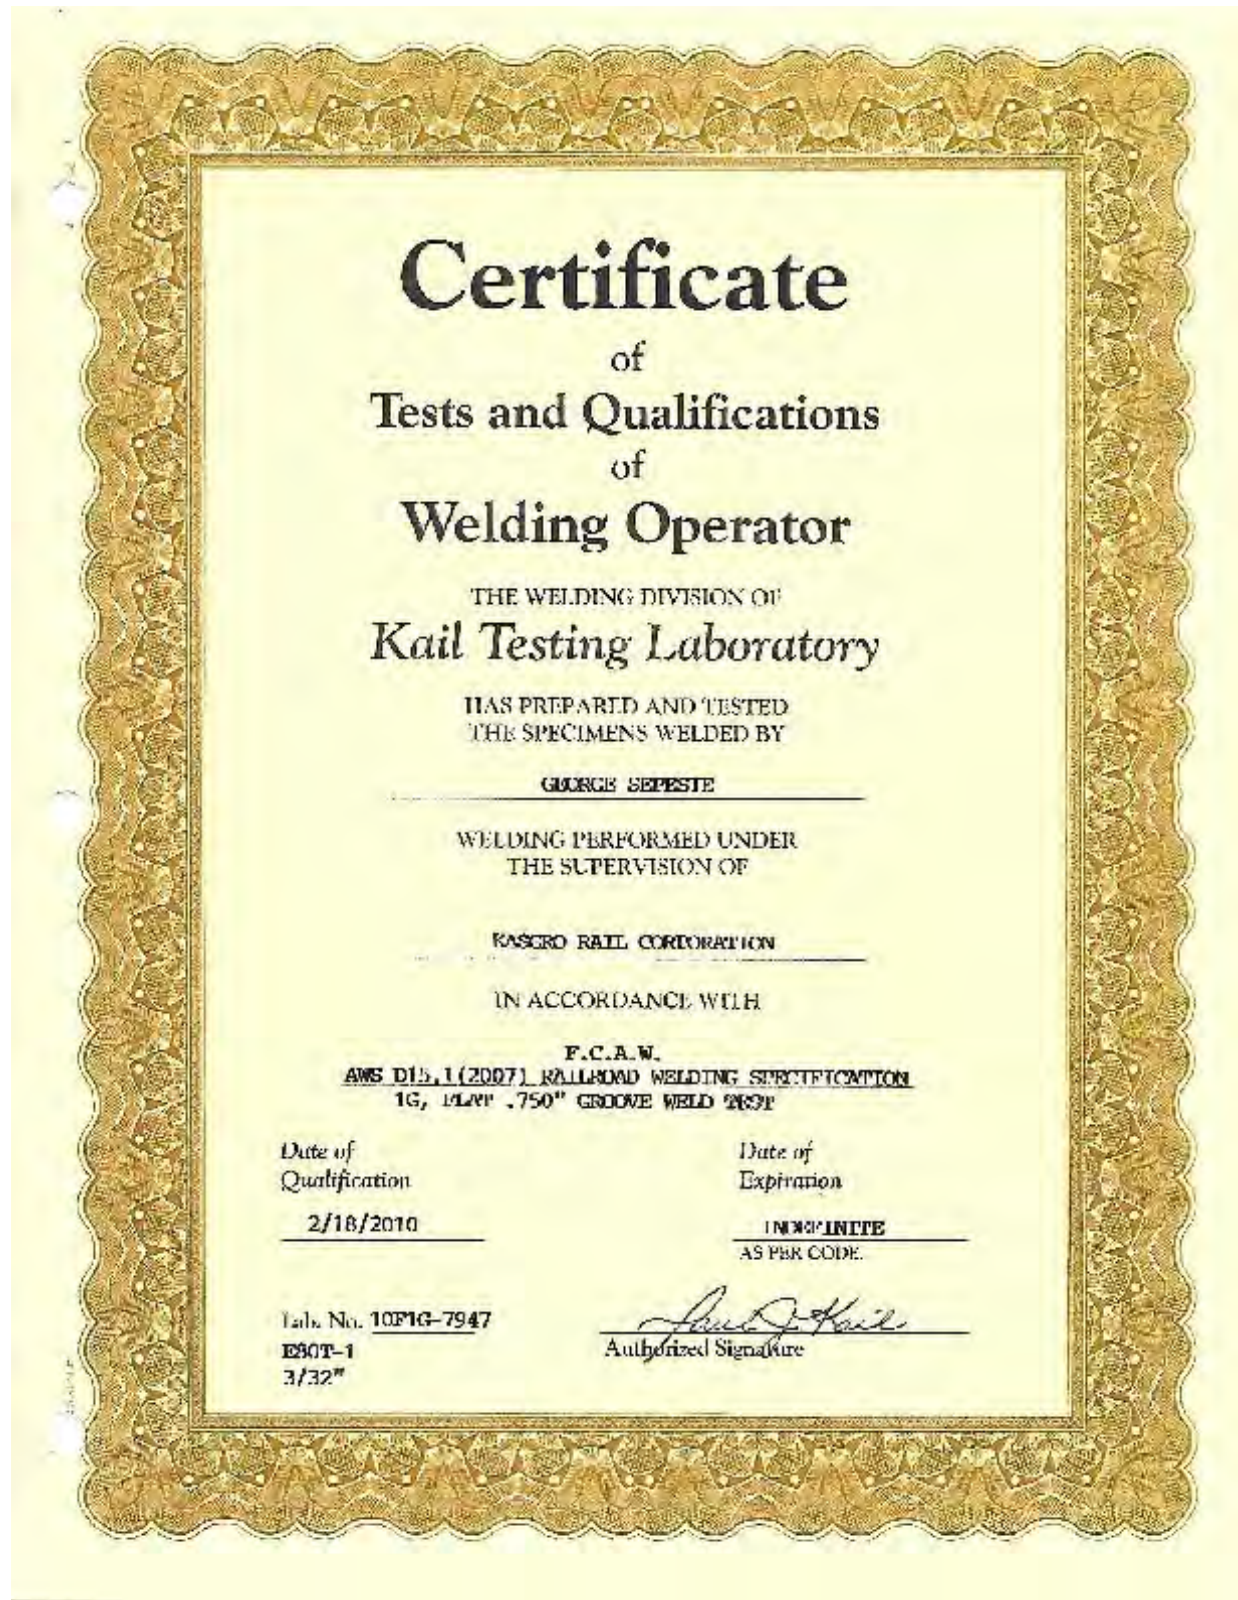 Certificate
of
Tests and Qualifications
of
Welding Operator
THE WELDING DIVISION OF
Kail Testing Laboratory
HAS PREPARED AND TESTED
THE SPECIMENS WELDED BY
GEORGE SEPESTE
WELDING PERFORMED UNDER
THE SUPERVISION OF
KASGRO RAIL CORPORATION
IN ACCORDANCE WITH
F.C.A.W.
AWS D15.1(2007) RAILROAD WELDING SPECIFICATION
1G, FLAT .750" GROOVE WELD TEST
Date of
Qualification
Date of
Expiration
2/18/2010
INDEFINITE
AS PER CODE.
Lab. No. 10F1G-7947
Paul J. Kail
Authorized Signature
E80T-1
3/32"